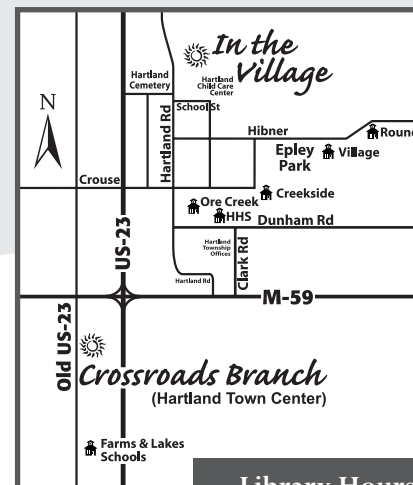 In the
Village
Hartland
Cemetery
Hartland
Child Care
Center
School St
N
Hartland Rd
Hibner
Round
Epley
Park
Village
Crouse
Creekside
Ore Creek
HHS
Dunham Rd
US-23
Hartland
Township
Offices
Clark Rd
Hartland Rd
M-59
Old US-23
Crossroads Branch
(Hartland Town Center)
Farms & Lakes
Schools
Library Hours